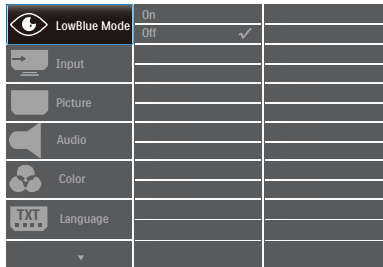 LowBlue Mode
On
Off
Input
Picture
Audio
Color
TXT
Language